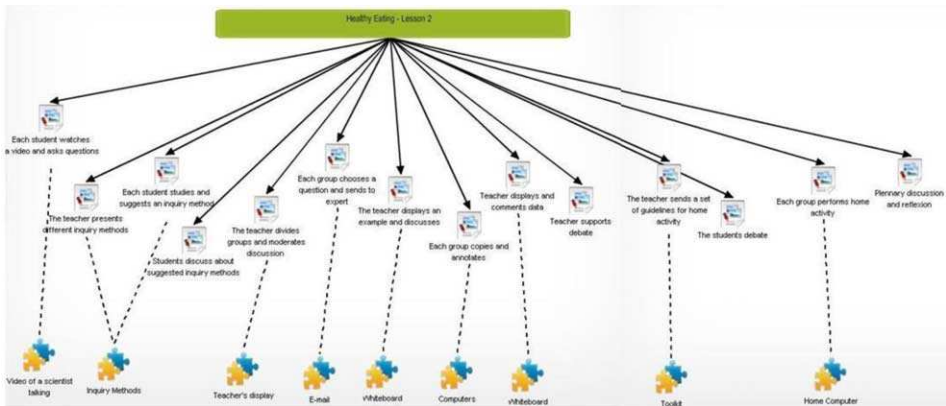 Healthy Eating - Lesson 2
Each student watches
a video and asks questions
The teacher presents
different inquiry methods
Each student studies and
suggests an inquiry method
Students discuss about
suggested inquiry methods
The teacher divides
groups and moderates
discussion
Each group chooses a
question and sends to
expert
The teacher displays an
example and discusses
Each group copies and
annotates
Teacher displays and
comments data
Teacher supports
debate
The teacher sends a set
of guidelines for home
activity
The students debate
Each group performs home
activity
Plennary discussion
and reflexion
Video of a scientist
talking
Inquiry Methods
Teacher's display
E-mail
Whiteboard
Computers
Whiteboard
Toolkit
Home Computer